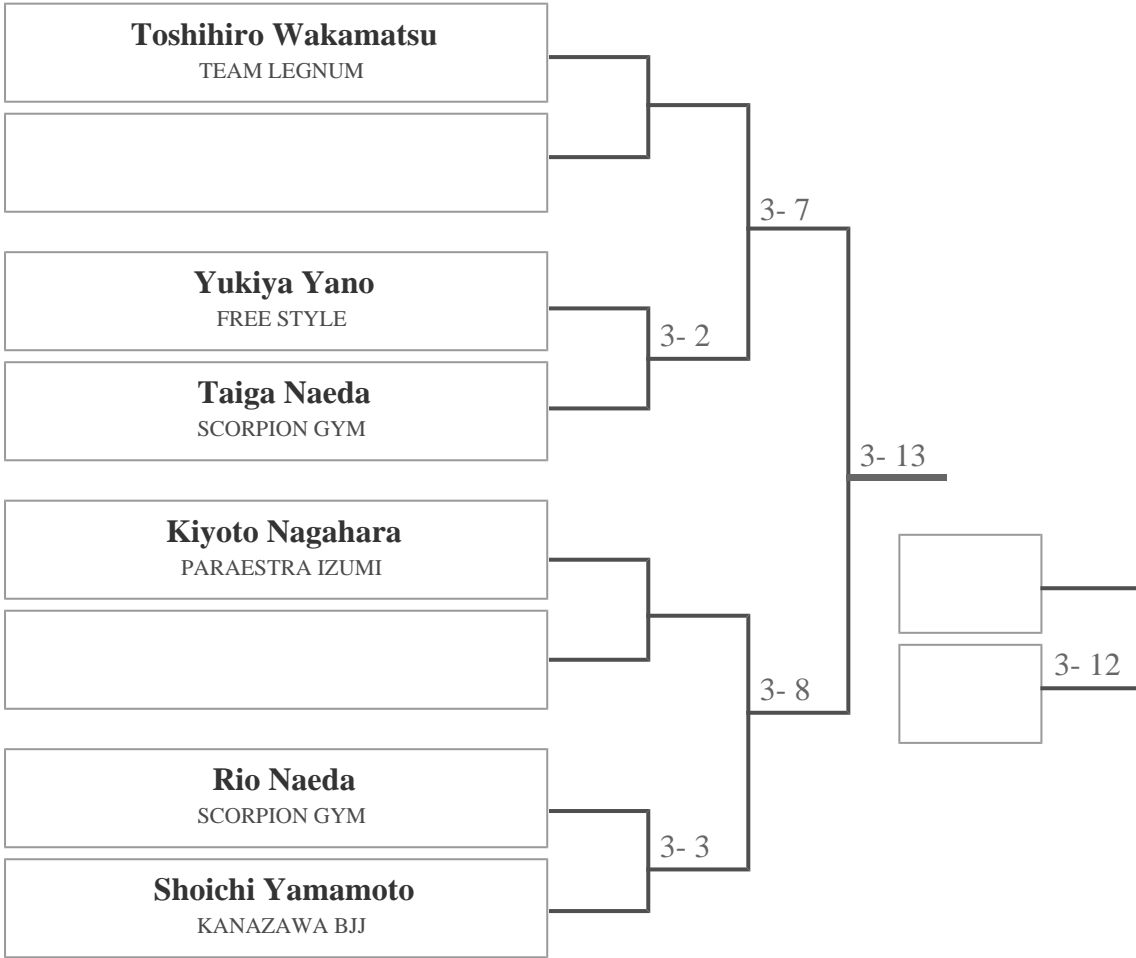 Toshihiro Wakamatsu
TEAM LEGNUM
3- 7
Yukiya Yano
FREE STYLE
3- 2
Taiga Naeda
SCORPION GYM
3- 13
Kiyoto Nagahara
PARAESTRA IZUMI
3- 12
3- 8
Rio Naeda
SCORPION GYM
3- 3
Shoichi Yamamoto
KANAZAWA BJJ